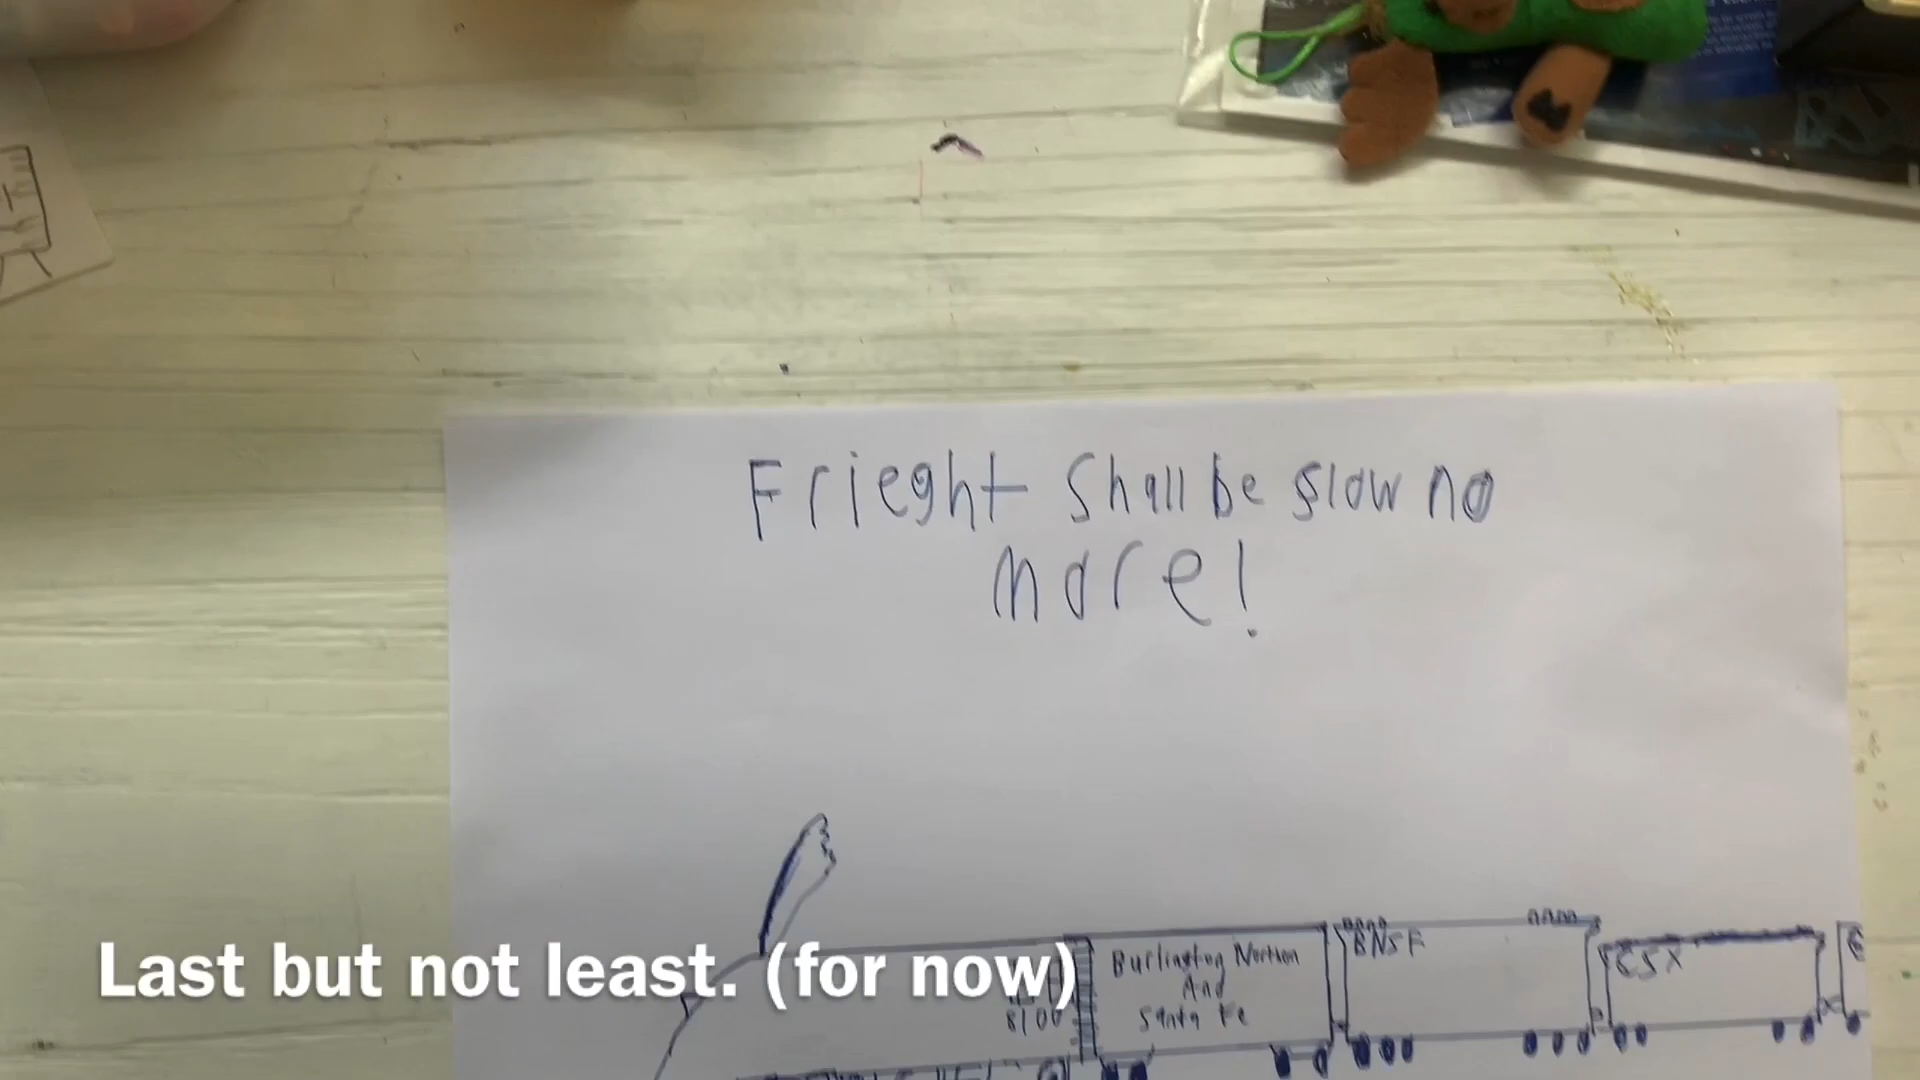 Frieght Shall be slow no
more!
Burlington Northen
And
Santa Fe
BNSF
CSX
8100
Last but not least. (for now)